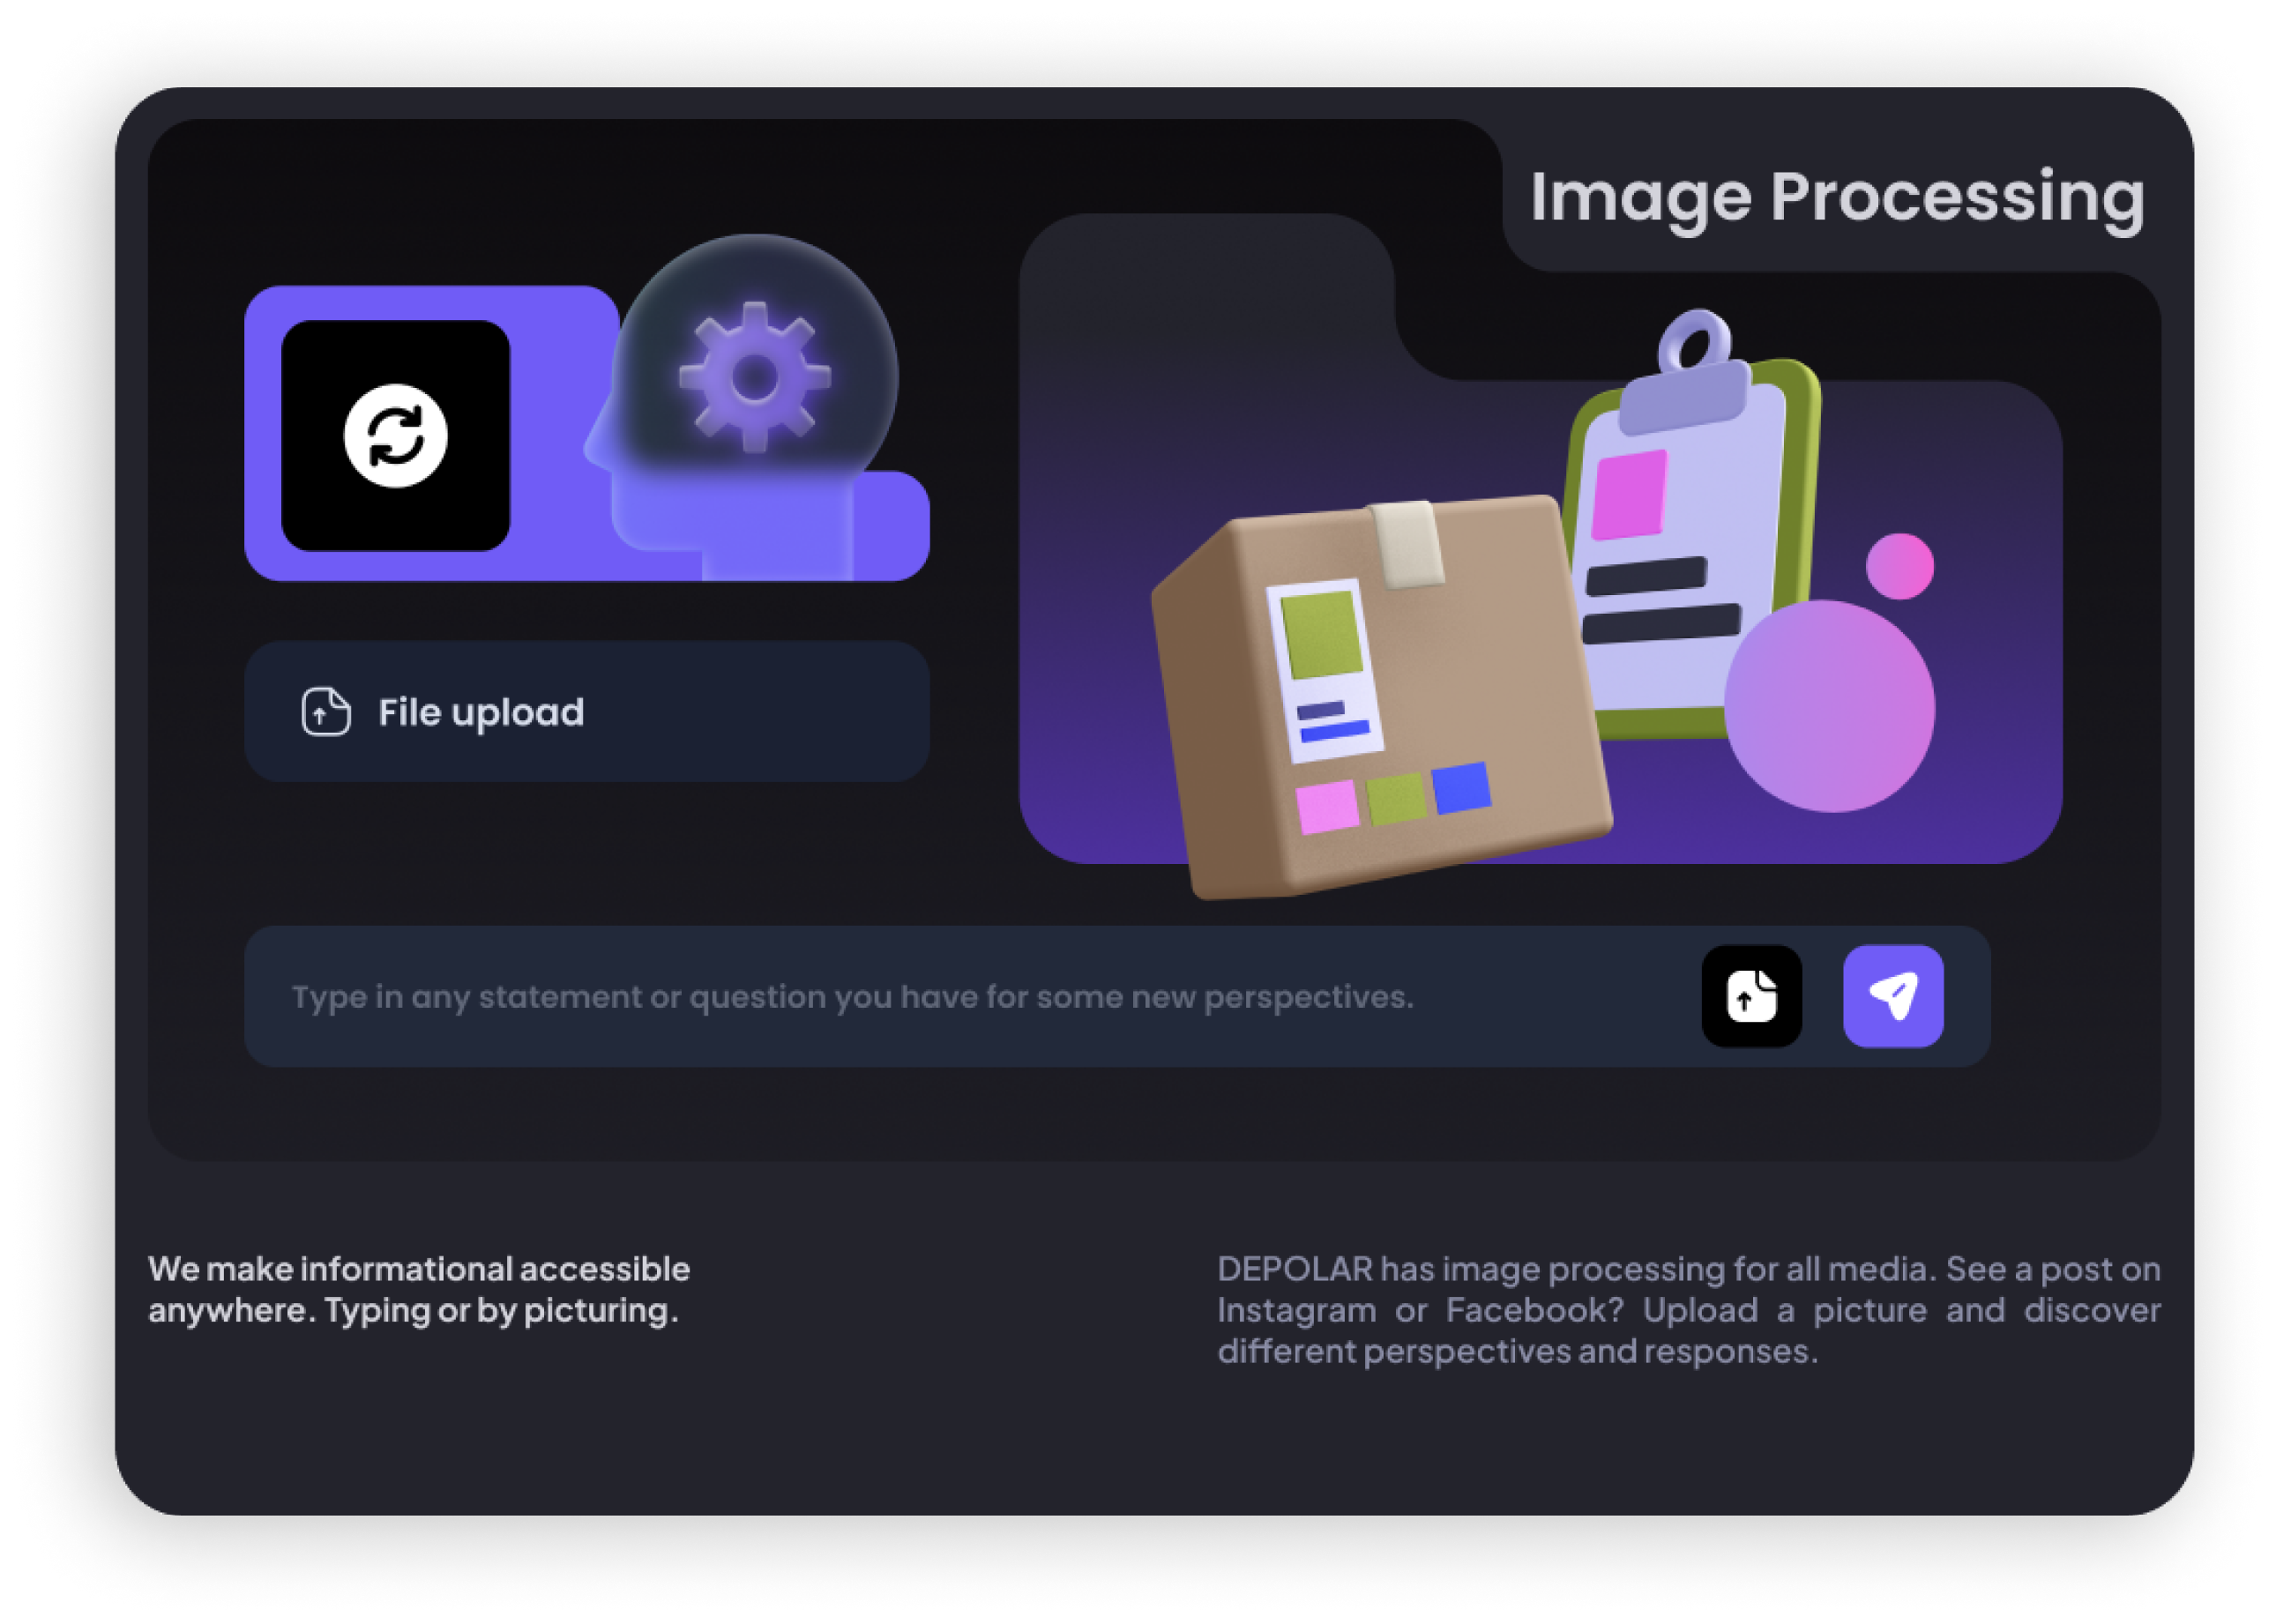 Image Processing
File upload
Type in any statement or question you have for some new perspectives.
We make informational accessible
anywhere. Typing or by picturing.
DEPOLAR has image processing for all media. See a post on
Instagram or Facebook? Upload a picture and discover
different perspectives and responses.